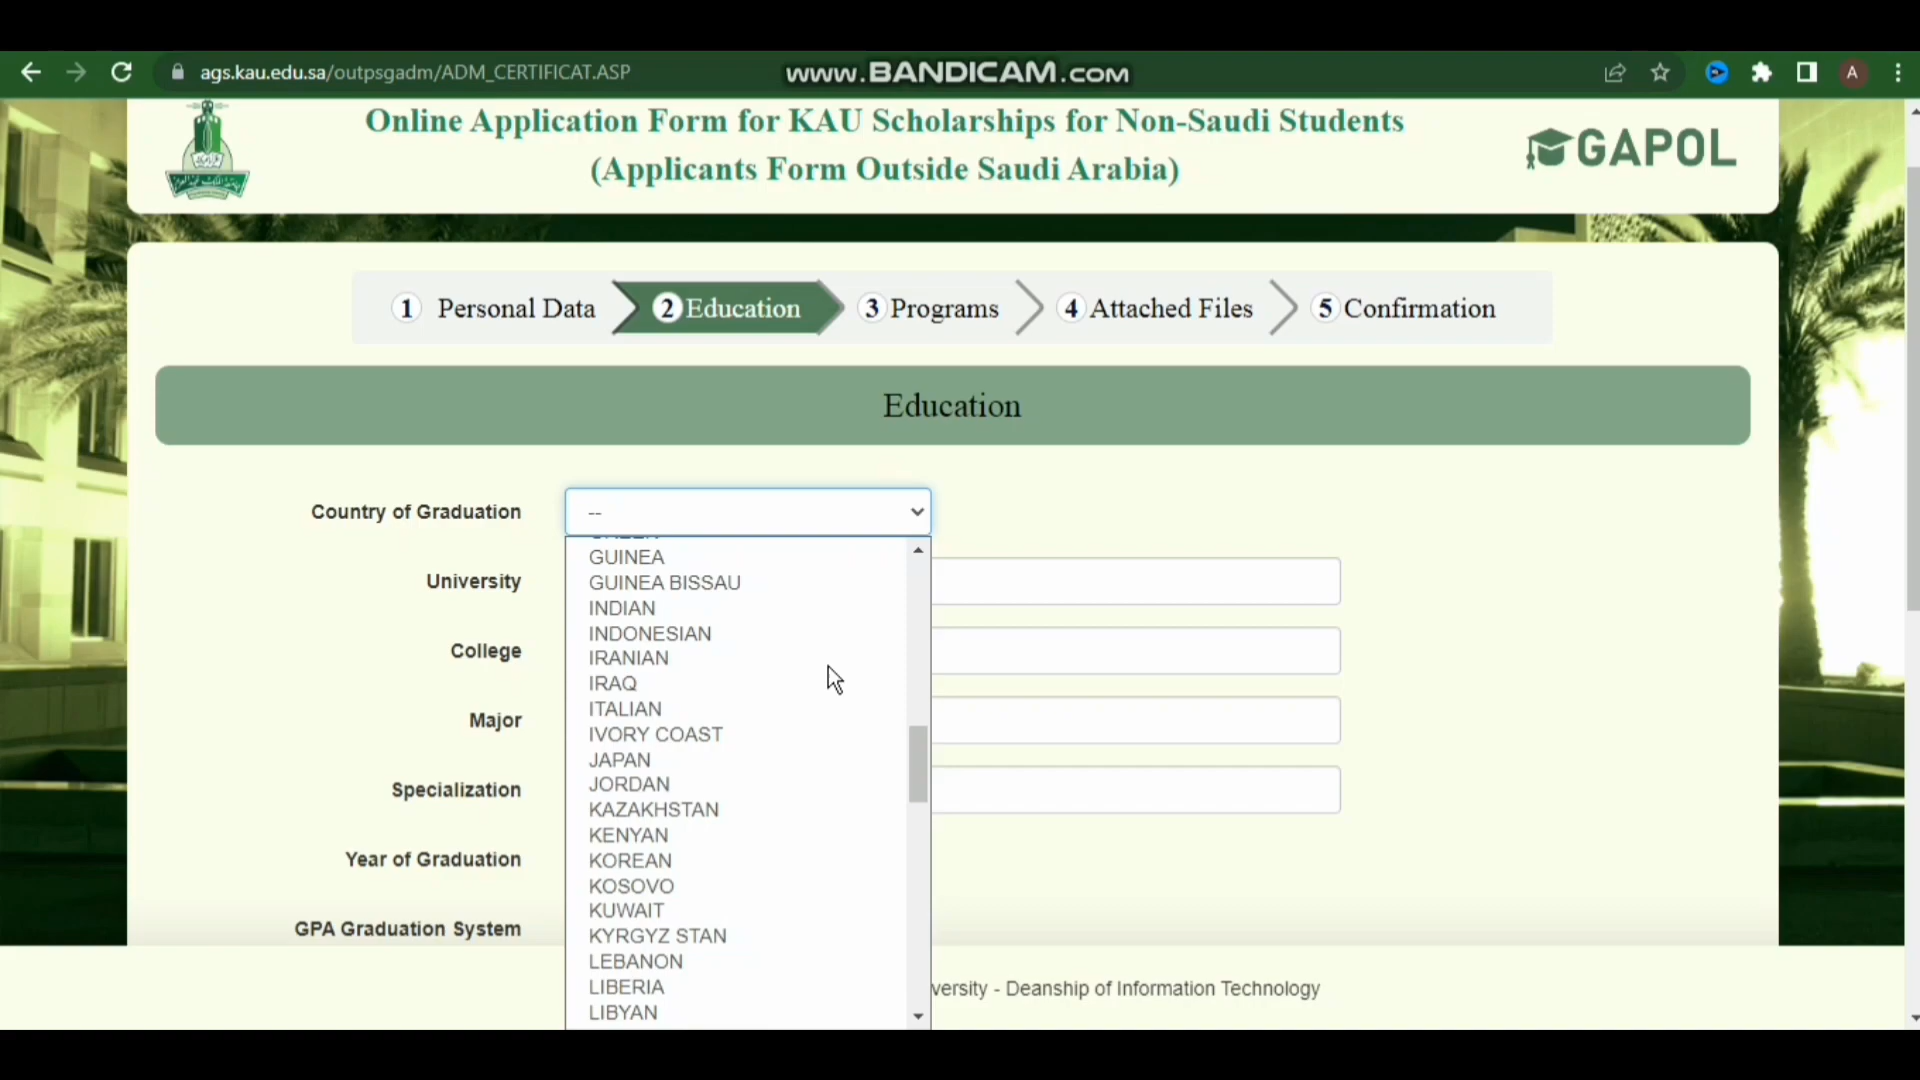 ags.kau.edu.sa/outpsgadm/ADM_CERTIFICAT.ASP
www.BANDICAM.com
A
Online Application Form for KAU Scholarships for Non-Saudi Students
(Applicants Form Outside Saudi Arabia)
GAPOL
1 Personal Data
2 Education
3 Programs
4 Attached Files
5 Confirmation
Education
Country of Graduation
--
University
College
Major
Specialization
Year of Graduation
GPA Graduation System
GUINEA
GUINEA BISSAU
INDIAN
INDONESIAN
IRANIAN
IRAQ
ITALIAN
IVORY COAST
JAPAN
JORDAN
KAZAKHSTAN
KENYAN
KOREAN
KOSOVO
KUWAIT
KYRGYZ STAN
LEBANON
LIBERIA
LIBYAN
versity - Deanship of Information Technology